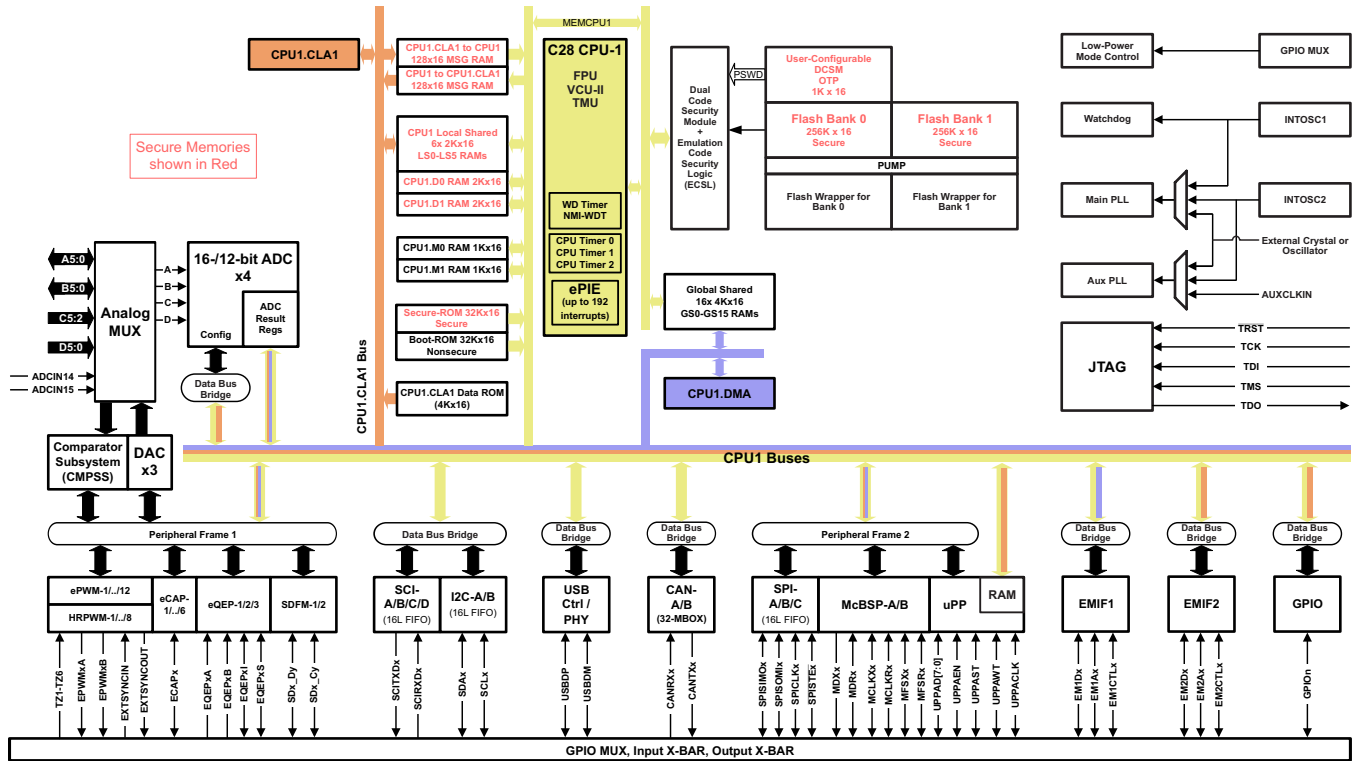 MEMCPU1
CPU1.CLA1
CPU1.CLA1 to CPU1
128x16 MSG RAM
CPU1 to CPU1.CLA1
128x16 MSG RAM
CPU1 Local Shared
6x 2Kx16
LS0-LS5 RAMs
CPU1.D0 RAM 2Kx16
CPU1.D1 RAM 2Kx16
CPU1.M0 RAM 1Kx16
CPU1.M1 RAM 1Kx16
Secure-ROM 32Kx16
Secure
Boot-ROM 32Kx16
Nonsecure
CPU1.CLA1 Data ROM
(4Kx16)
CPU1.CLA1 Bus
C28 CPU-1
FPU
VCU-II
TMU
WD Timer
NMI-WDT
CPU Timer 0
CPU Timer 1
CPU Timer 2
ePIE
(up to 192
interrupts)
Dual
Code
Security
Module
+
Emulation
Code
Security
Logic
(ECSL)
PSWD
User-Configurable
DCSM
OTP
1K x 16
Flash Bank 0
256K x 16
Secure
Flash Bank 1
256K x 16
Secure
PUMP
Flash Wrapper for
Bank 0
Flash Wrapper for
Bank 1
Global Shared
16x 4Kx16
GS0-GS15 RAMs
CPU1.DMA
Low-Power
Mode Control
GPIO MUX
Watchdog
INTOSC1
Main PLL
INTOSC2
External Crystal or
Oscillator
Aux PLL
AUXCLKIN
JTAG
TRST
TCK
TDI
TMS
TDO
Secure Memories
shown in Red
A5:0
B5:0
C5:2
D5:0
ADCIN14
ADCIN15
Analog
MUX
A
B
C
D
16-/12-bit ADC
x4
Config
ADC
Result
Regs
Data Bus
Bridge
Comparator
Subsystem
(CMPSS)
DAC
x3
CPU1 Buses
Peripheral Frame 1
Data Bus Bridge
Data Bus
Bridge
Data Bus
Bridge
Peripheral Frame 2
Data Bus
Bridge
Data Bus
Bridge
Data Bus
Bridge
ePWM-1/../12
HRPWM-1/../8
eCAP-
1/../6
eQEP-1/2/3
SDFM-1/2
SCI-
A/B/C/D
(16L FIFO)
I2C-A/B
(16L FIFO)
USB
Ctrl /
PHY
CAN-
A/B
(32-MBOX)
SPI-
A/B/C
(16L FIFO)
McBSP-A/B
uPP
RAM
EMIF1
EMIF2
GPIO
TZ1-TZ6
EPWMxA
EPWMxB
EXTSYNCIN
EXTSYNCOUT
ECAPx
EQEPxA
EQEPxB
EQEPxI
EQEPxS
SDx_Dy
SDx_Cy
SCITXDx
SCIRXDx
SDAx
SCLx
USBDP
USBDM
CANRXx
CANTXx
SPISIMOx
SPISOMIx
SPICLKx
SPISTEx
MDXx
MDRx
MCLKXx
MCLKRx
MFSXx
MFSRx
UPPAD[7:0]
UPPAEN
UPPAST
UPPAWT
UPPACLK
EM1Dx
EM1Ax
EM1CTLx
EM2Dx
EM2Ax
EM2CTLx
GPIOn
GPIO MUX, Input X-BAR, Output X-BAR